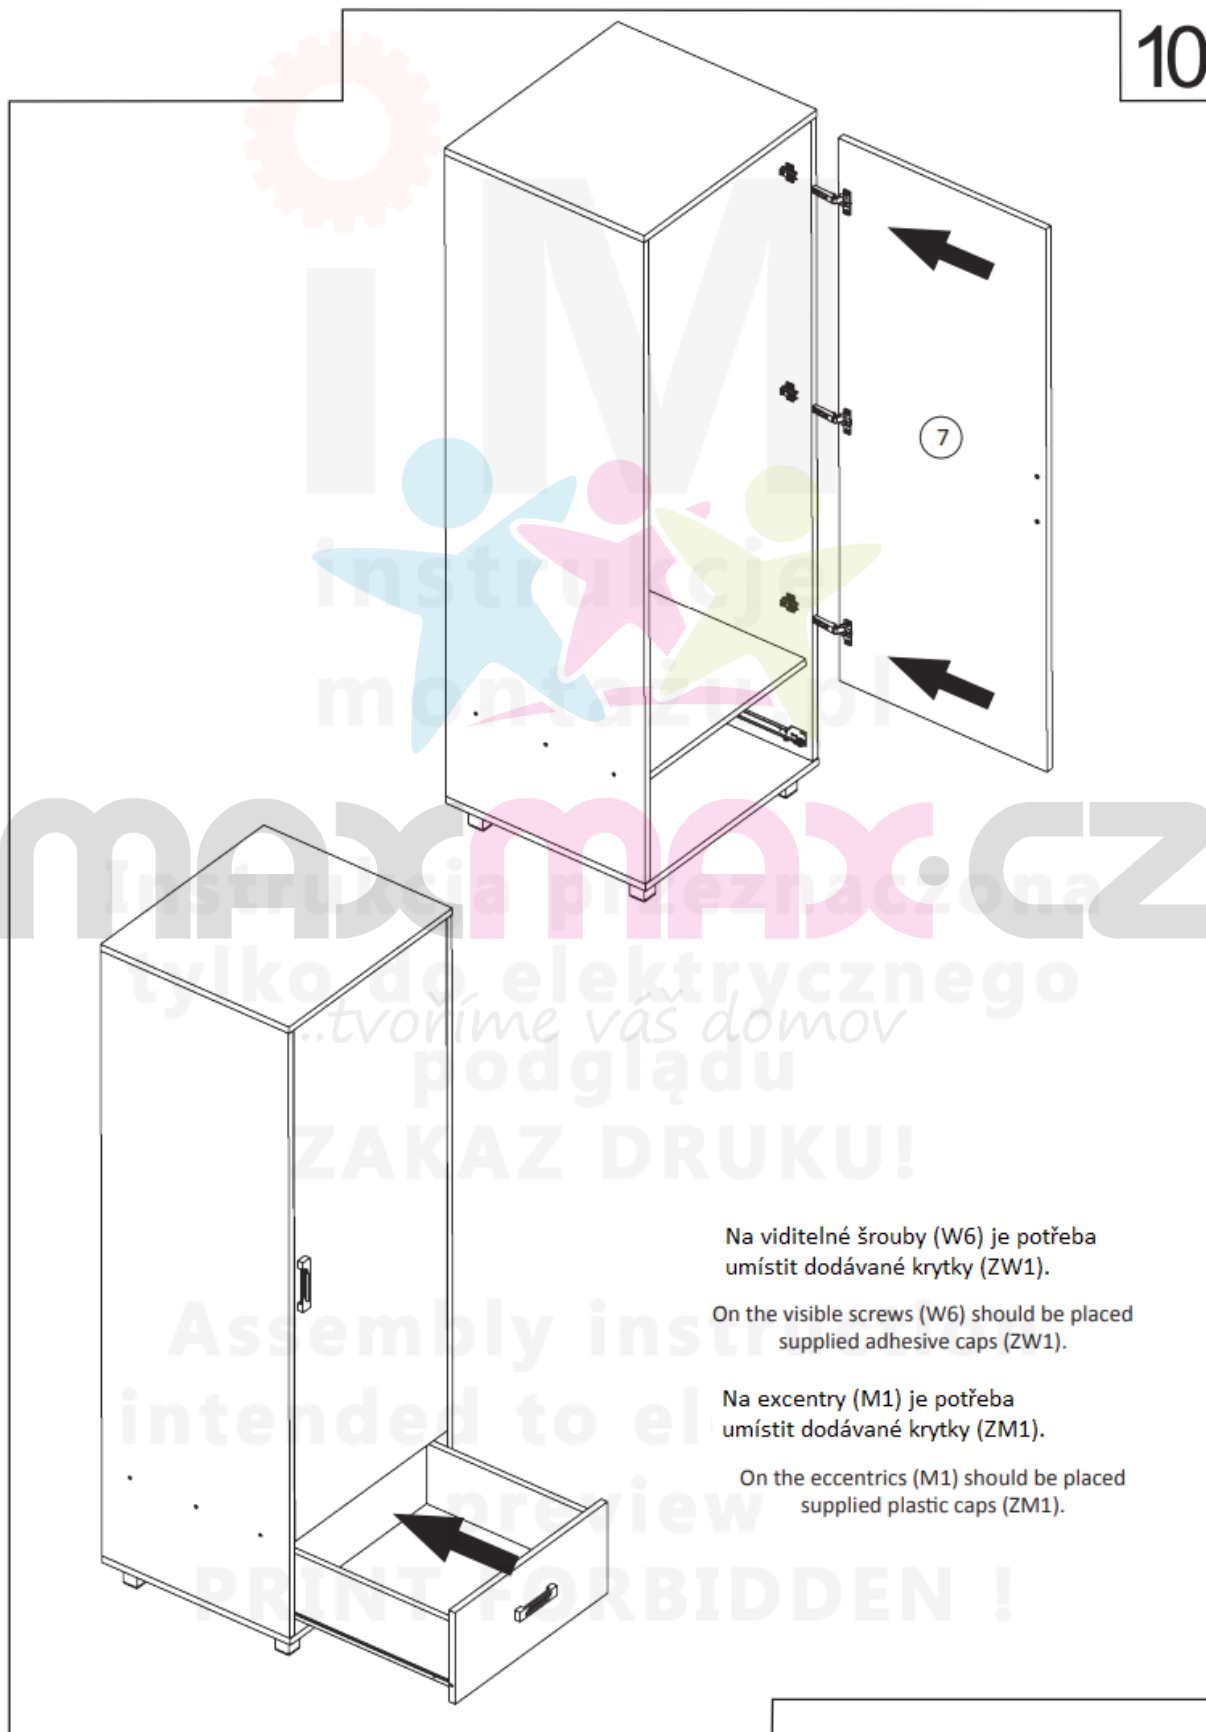 10
7
iM
instrukcje
montażu.pl
maxmax.cz
Instrukcja przeznaczona
tylko do elektrycznego
...tvoříme váš domov
podglądu
ZAKAZ DRUKU!
Na viditelné šrouby (W6) je potřeba
umístit dodávané krytky (ZW1).
On the visible screws (W6) should be placed
supplied adhesive caps (ZW1).
Assembly instruction
Na excentry (M1) je potřeba
umístit dodávané krytky (ZM1).
intended to el
On the eccentrics (M1) should be placed
supplied plastic caps (ZM1).
preview
PRINT FORBIDDEN !